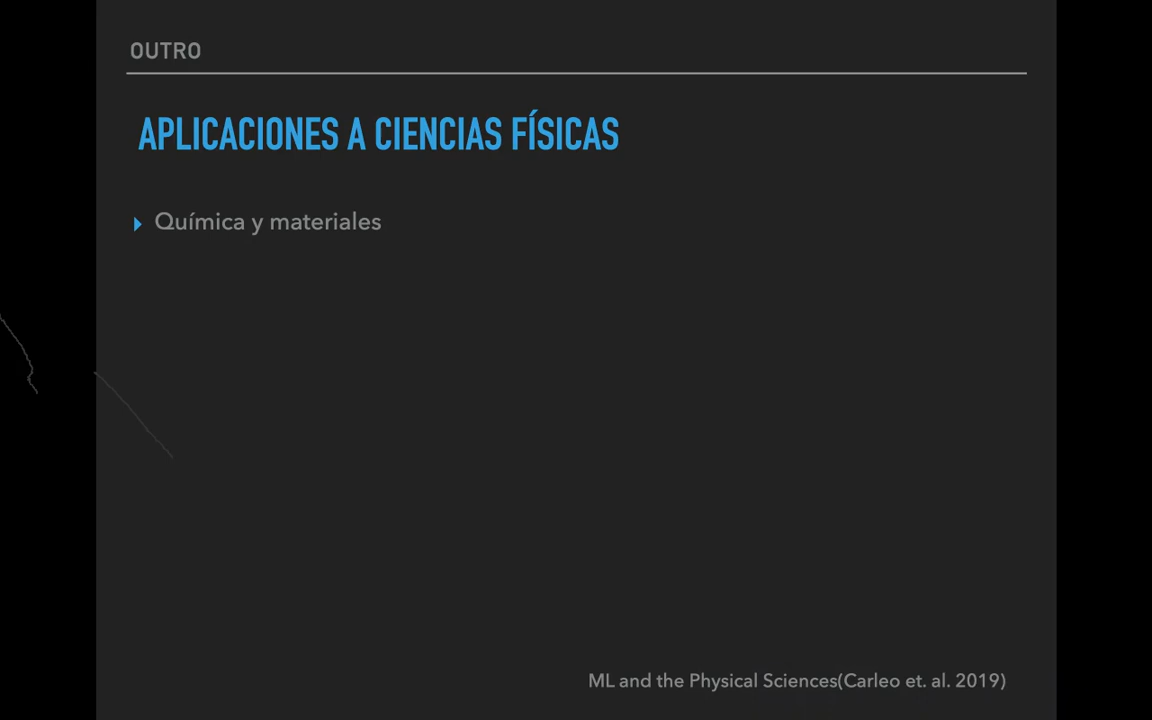 OUTRO
APLICACIONES A CIENCIAS FÍSICAS
Química y materiales
ML and the Physical Sciences(Carleo et. al. 2019)